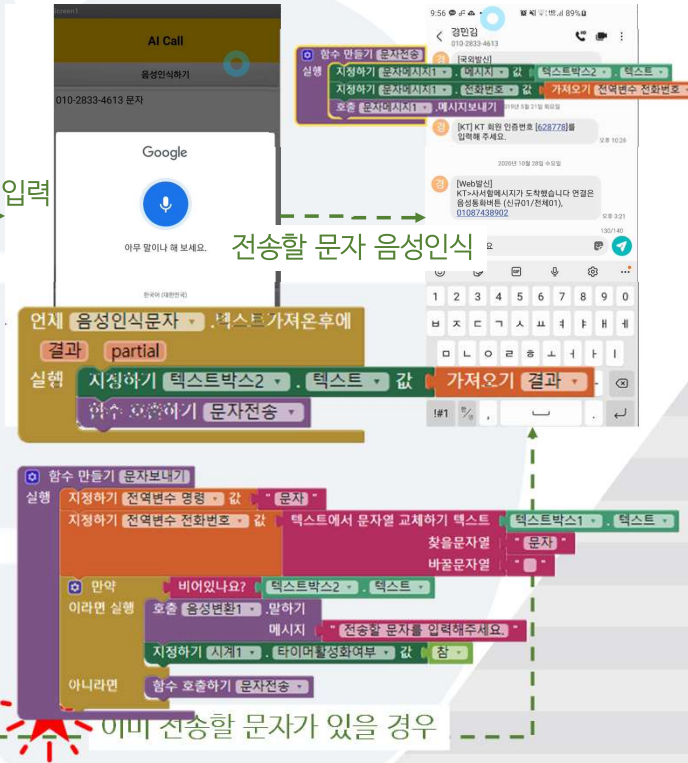 Screen1
AI Call
음성인식하기
010-2833-4613 문자
Google
아무 말이나 해 보세요.
한국어 (대한민국)
입력
전송할 문자 음성인식
9:56
89%
경민김
010-2833-4613
[국외발신]
함수 만들기 문자전송
실행 지정하기 문자메시지1 . 메시지 값 텍스트박스2 . 텍스트
지정하기 문자메시지1 . 전화번호 값 가져오기 전역변수 전화번호
호출 문자메시지1 .메시지보내기
[KT] KT 회원 인증번호 [628778]를
입력해 주세요.
오후 10:26
2020년 10월 28일 수요일
[Web발신]
KT>사서함메시지가 도착했습니다 연결은
음성통화버튼 (신규01/전체01),
01087438902
오후 3:21
130/140
요
1 2 3 4 5 6 7 8 9 0
ㅂ ㅈ ㄷ ㄱ ㅅ ㅛ ㅕ ㅑ ㅐ ㅔ
ㅁ ㄴ ㅇ ㄹ ㅎ ㅗ ㅓ ㅏ ㅣ
!#1 한/영 , .
언제 음성인식문자 .텍스트가져온후에
결과 partial
실행 지정하기 텍스트박스2 . 텍스트 값 가져오기 결과
함수 호출하기 문자전송
함수 만들기 문자보내기
실행 지정하기 전역변수 명령 값 " 문자 "
지정하기 전역변수 전화번호 값 텍스트에서 문자열 교체하기 텍스트 텍스트박스1 . 텍스트
찾을문자열 " 문자 "
바꿀문자열 " "
만약 비어있나요? 텍스트박스2 . 텍스트
이라면 실행 호출 음성변환1 .말하기
메시지 " 전송할 문자를 입력해주세요. "
지정하기 시계1 . 타이머활성화여부 값 참
아니라면 함수 호출하기 문자전송
이미 전송할 문자가 있을 경우